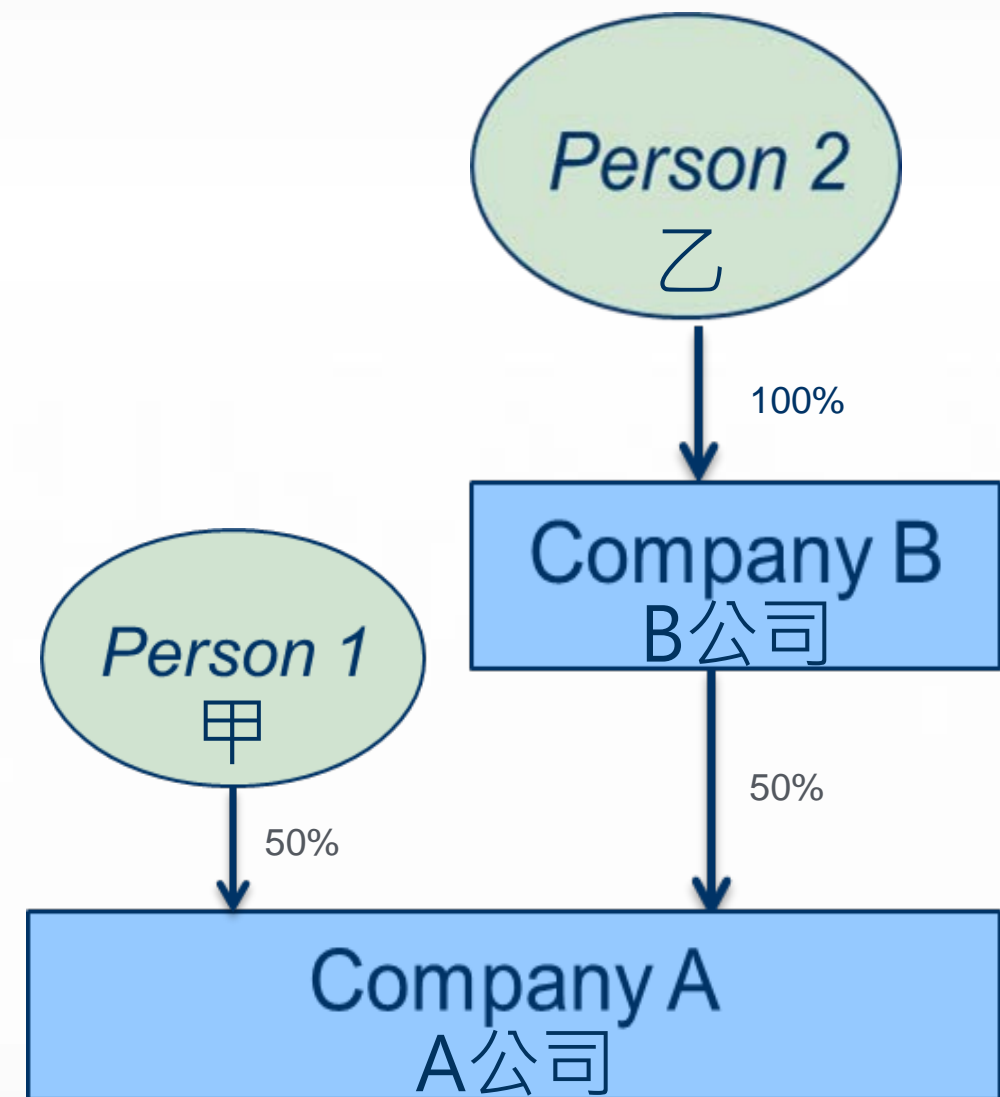 Person 2
乙
100%
Company B
B公司
Person 1
甲
50%
50%
Company A
A公司